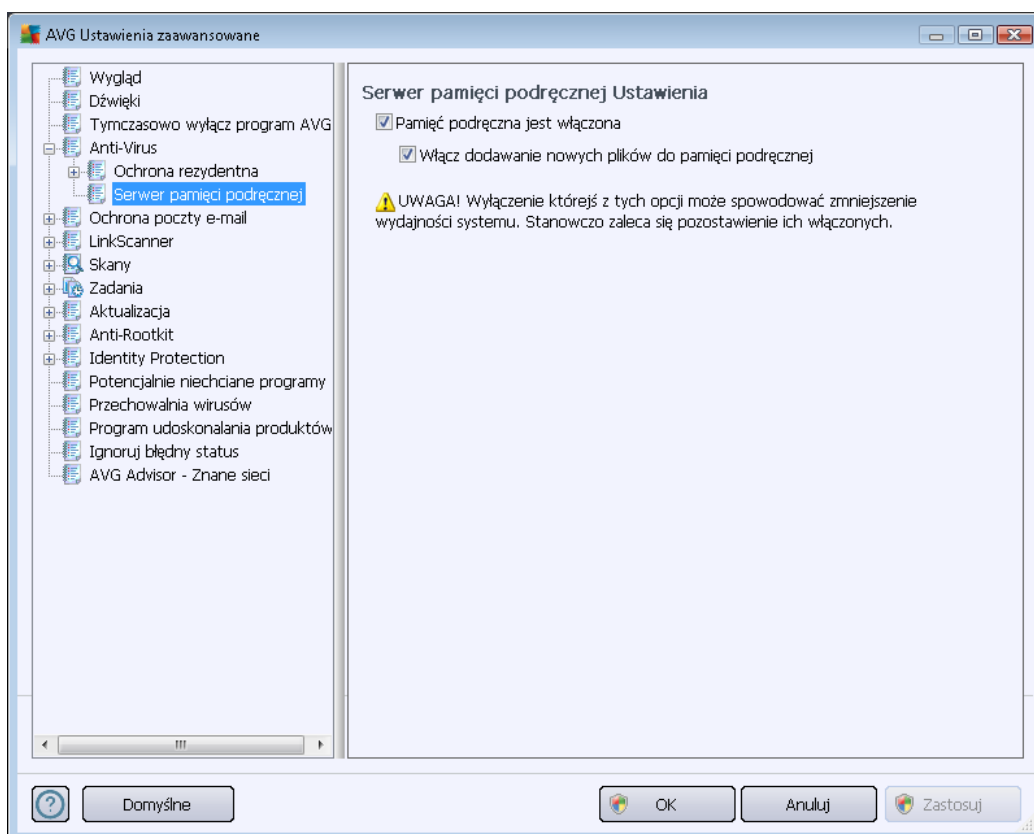 AVG Ustawienia zaawansowane
Wygląd
Dźwięki
Tymczasowo wyłącz program AVG
Anti-Virus
Ochrona rezydentna
Serwer pamięci podręcznej
Ochrona poczty e-mail
LinkScanner
Skany
Zadania
Aktualizacja
Anti-Rootkit
Identity Protection
Potencjalnie niechciane programy
Przechowalnia wirusów
Program udoskonalania produktów
Ignoruj błędny status
AVG Advisor - Znane sieci
Serwer pamięci podręcznej Ustawienia
Pamięć podręczna jest włączona
Włącz dodawanie nowych plików do pamięci podręcznej
UWAGA! Wyłączenie którejś z tych opcji może spowodować zmniejszenie
wydajności systemu. Stanowczo zaleca się pozostawienie ich włączonych.
Domyślne
OK
Anuluj
Zastosuj